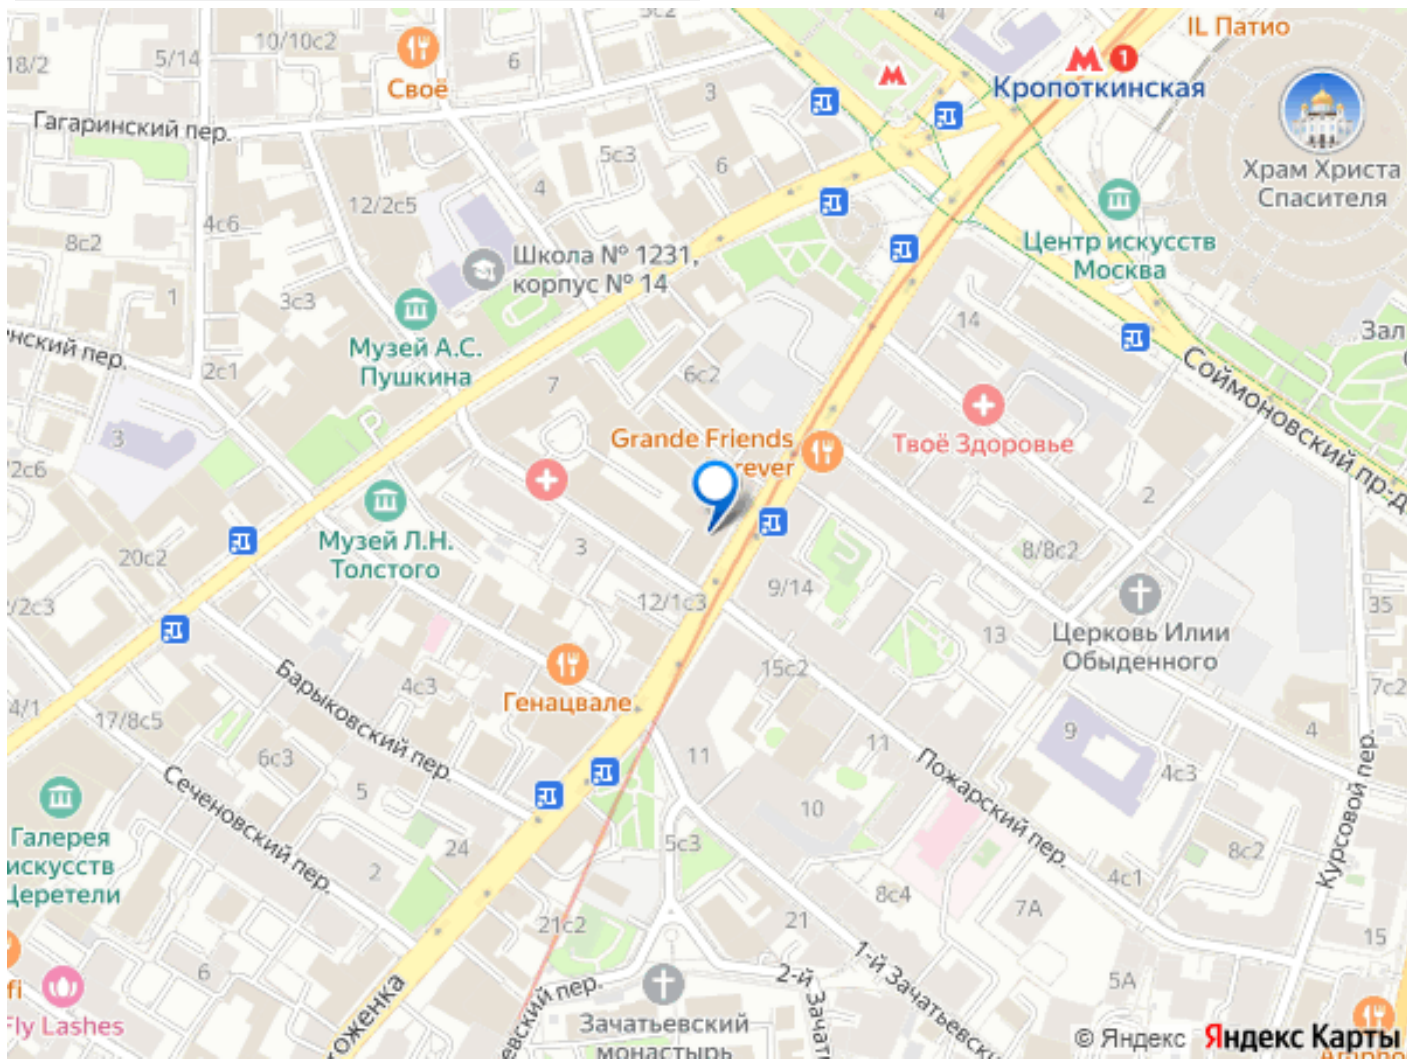 5с2
4
IL Патио
10/10с2
5/14
6
18/2
Своё
1
Кропоткинская
3
Гагаринский пер.
5с3
6
Храм Христа
Спасителя
4
12/2с5
4с6
8с2
Центр искусств
Москва
Школа № 1231,
корпус № 14
1
3с3
14
Музей А.С.
Пушкина
2с1
7
6с2
Соймоновский пр-д
Grande Friends
Твоё Здоровье
3
2
Музей Л.Н.
Толстого
20с2
3
8/8с2
9/14
12/1с3
35
13
Церковь Илии
Обыденного
15с2
4с3
Генацвале
7с2
4/1
17/8с5
Барыковский пер.
6с3
11
11
9
4
4с3
5
Сеченовский пер.
Пожарский пер.
10
Курсовой пер.
Галерея
искусств
Церетели
24
2
5с3
8с2
4с1
8с4
7А
21с2
21
15
6
1-й Зачатьевск
2-й Зачат
5А
Fly Lashes
Зачатьевский
монастырь
© Яндекс Яндекс Карты